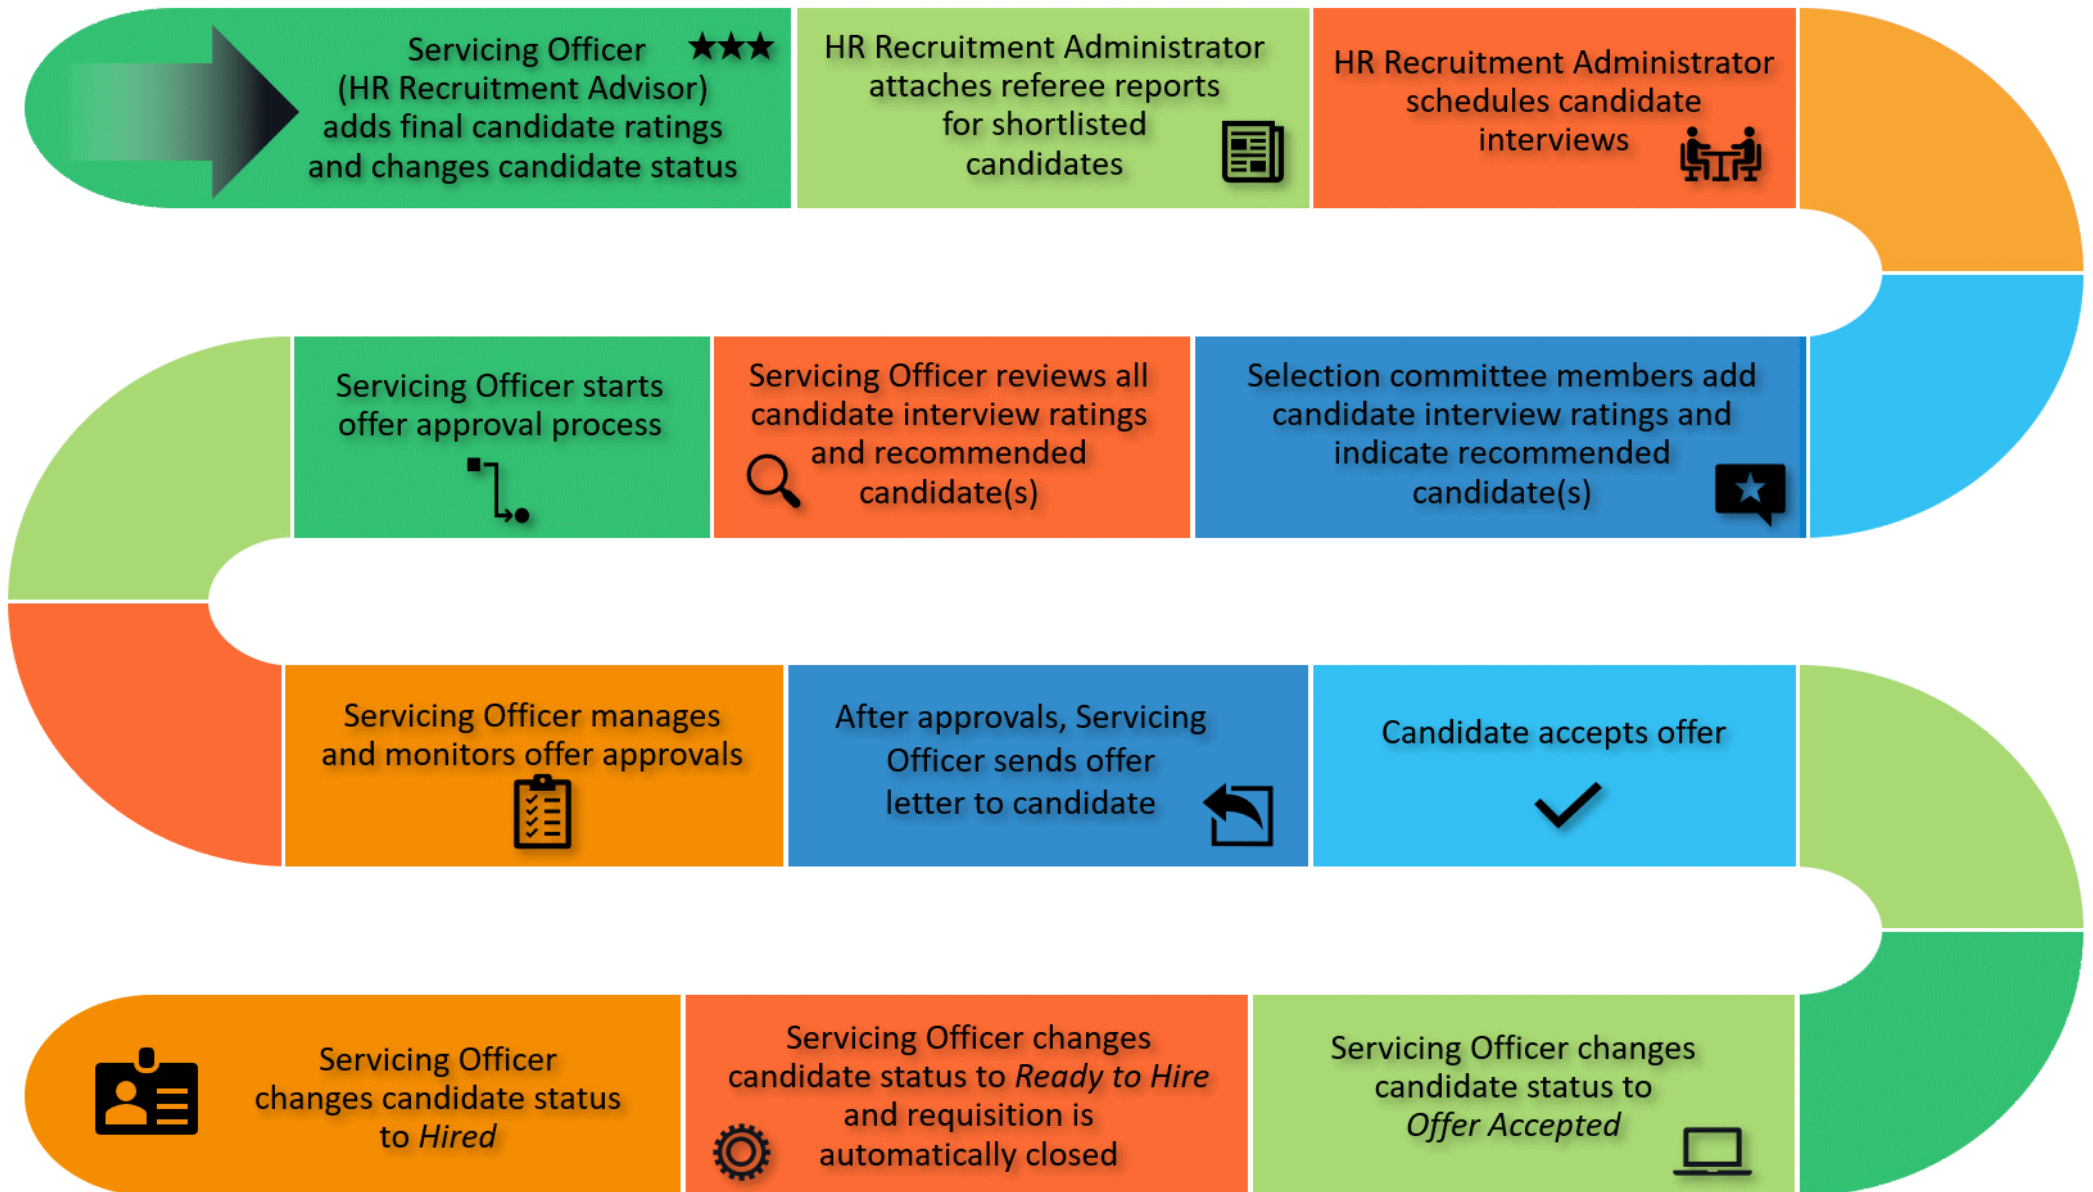 Servicing Officer
(HR Recruitment Advisor)
adds final candidate ratings
and changes candidate status
HR Recruitment Administrator
attaches referee reports
for shortlisted
candidates
HR Recruitment Administrator
schedules candidate
interviews
Selection committee members add
candidate interview ratings and
indicate recommended
candidate(s)
Servicing Officer reviews all
candidate interview ratings
and recommended
candidate(s)
Servicing Officer starts
offer approval process
Servicing Officer manages
and monitors offer approvals
After approvals, Servicing
Officer sends offer
letter to candidate
Candidate accepts offer
Servicing Officer changes
candidate status to
Offer Accepted
Servicing Officer changes
candidate status to Ready to Hire
and requisition is
automatically closed
Servicing Officer
changes candidate status
to Hired